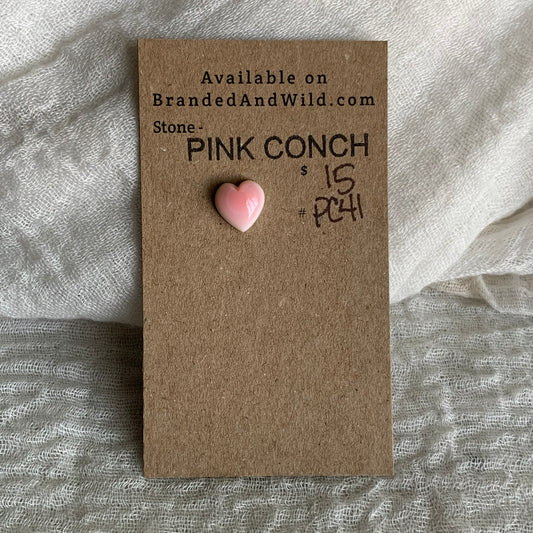 Available on
BrandedAndWild.com
Stone -
PINK CONCH
$ 15
# PC41